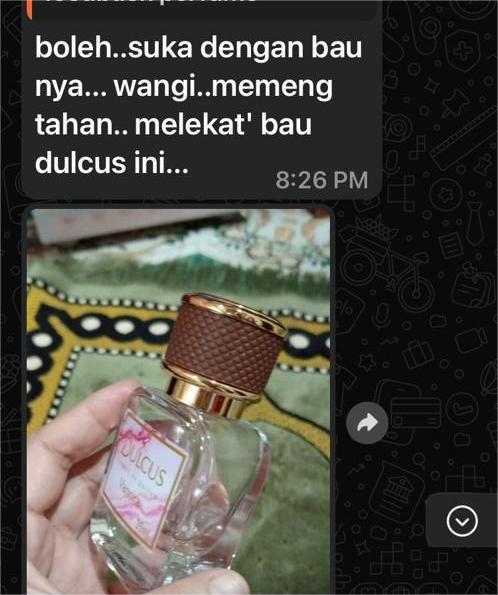 boleh..suka dengan bau
nya... wangi..memeng
tahan.. melekat' bau
dulcus ini...
8:26 PM
DULCUS